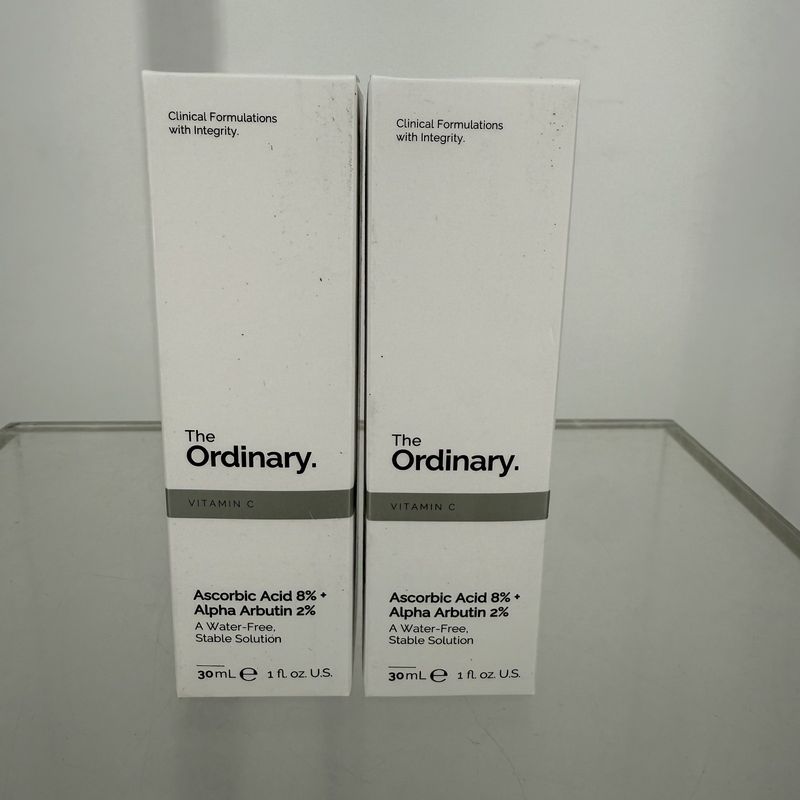 Clinical Formulations
with Integrity.
The
Ordinary.
VITAMIN C
Ascorbic Acid 8% +
Alpha Arbutin 2%
A Water-Free,
Stable Solution
30mL ℮ 1 fl. oz. U.S.
Clinical Formulations
with Integrity.
The
Ordinary.
VITAMIN C
Ascorbic Acid 8% +
Alpha Arbutin 2%
A Water-Free,
Stable Solution
30mL ℮ 1 fl. oz. U.S.